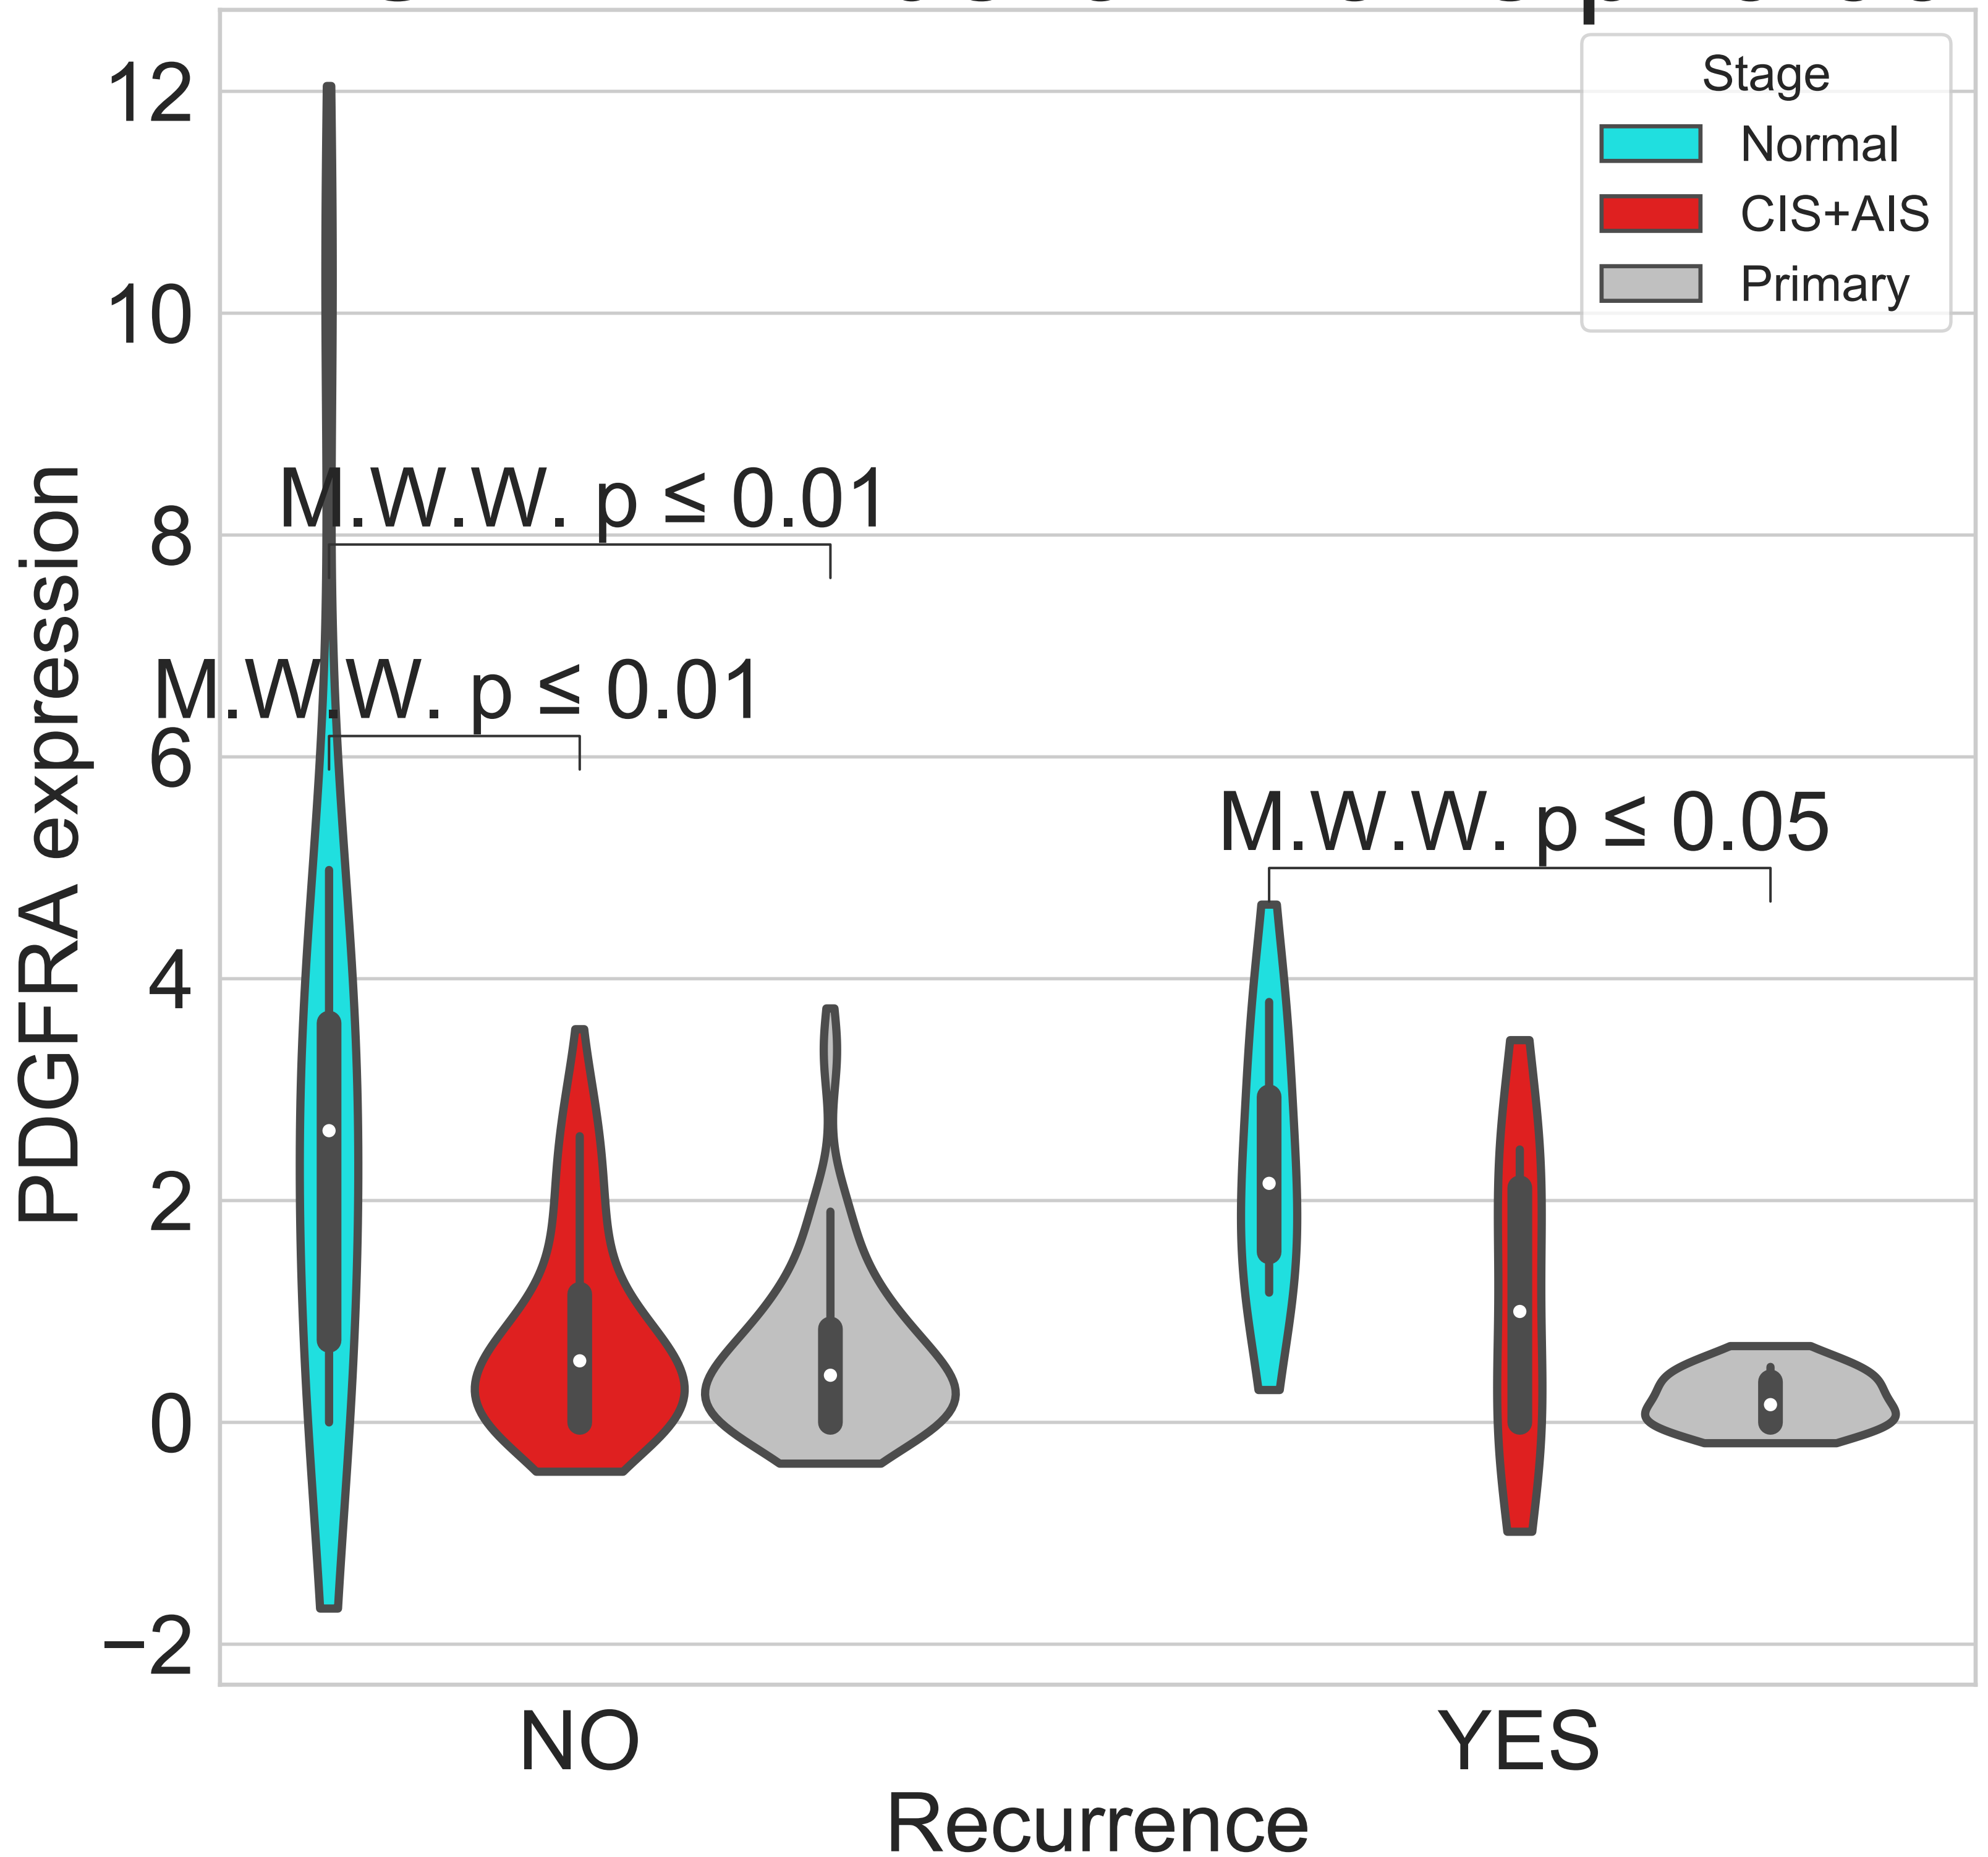 Stage
Normal
CIS+AIS
Primary
12
10
8
6
4
2
0
−2
PDGFRA expression
M.W.W. p ≤ 0.01
M.W.W. p ≤ 0.01
M.W.W. p ≤ 0.05
NO
YES
Recurrence